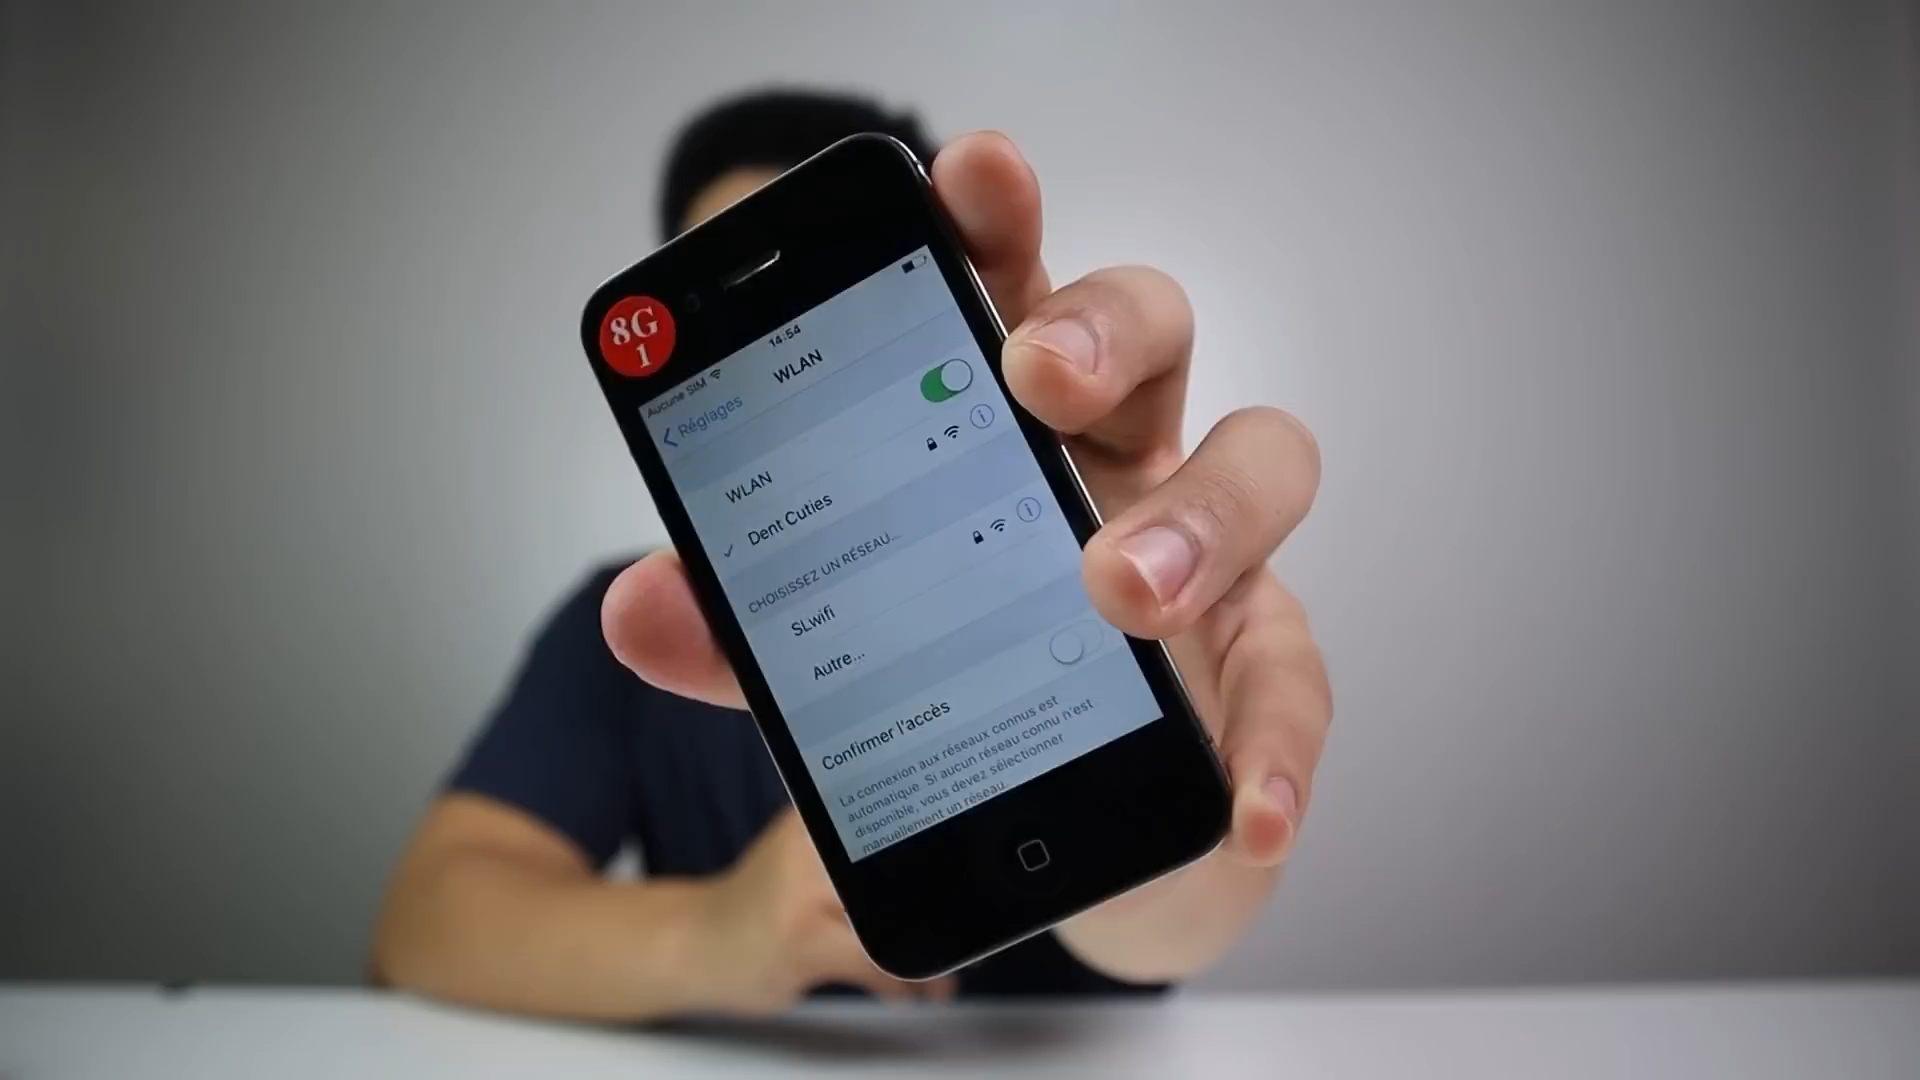 8G
1
Aucune SIM
14:54
Réglages
WLAN
WLAN
Dent Cuties
CHOISISSEZ UN RÉSEAU...
SLwifi
Autre...
Confirmer l'accès
La connexion aux réseaux connus est
automatique. Si aucun réseau connu n'est
disponible, vous devez sélectionner
manuellement un réseau.